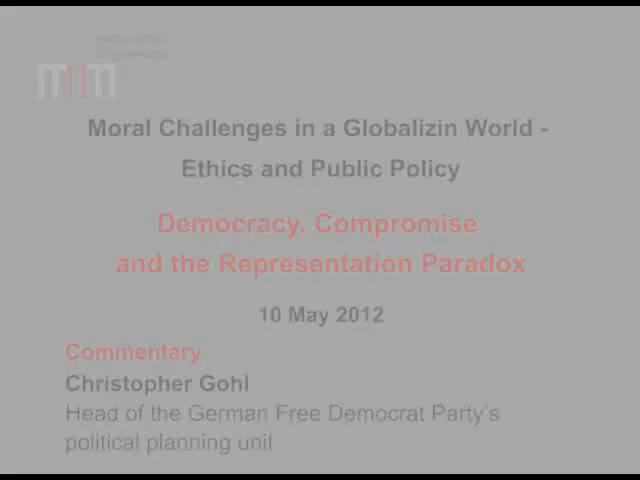 Moral Challenges in a Globalizin World -
Ethics and Public Policy
Democracy, Compromise
and the Representation Paradox
10 May 2012
Commentary
Christopher Gohl
Head of the German Free Democrat Party's
political planning unit